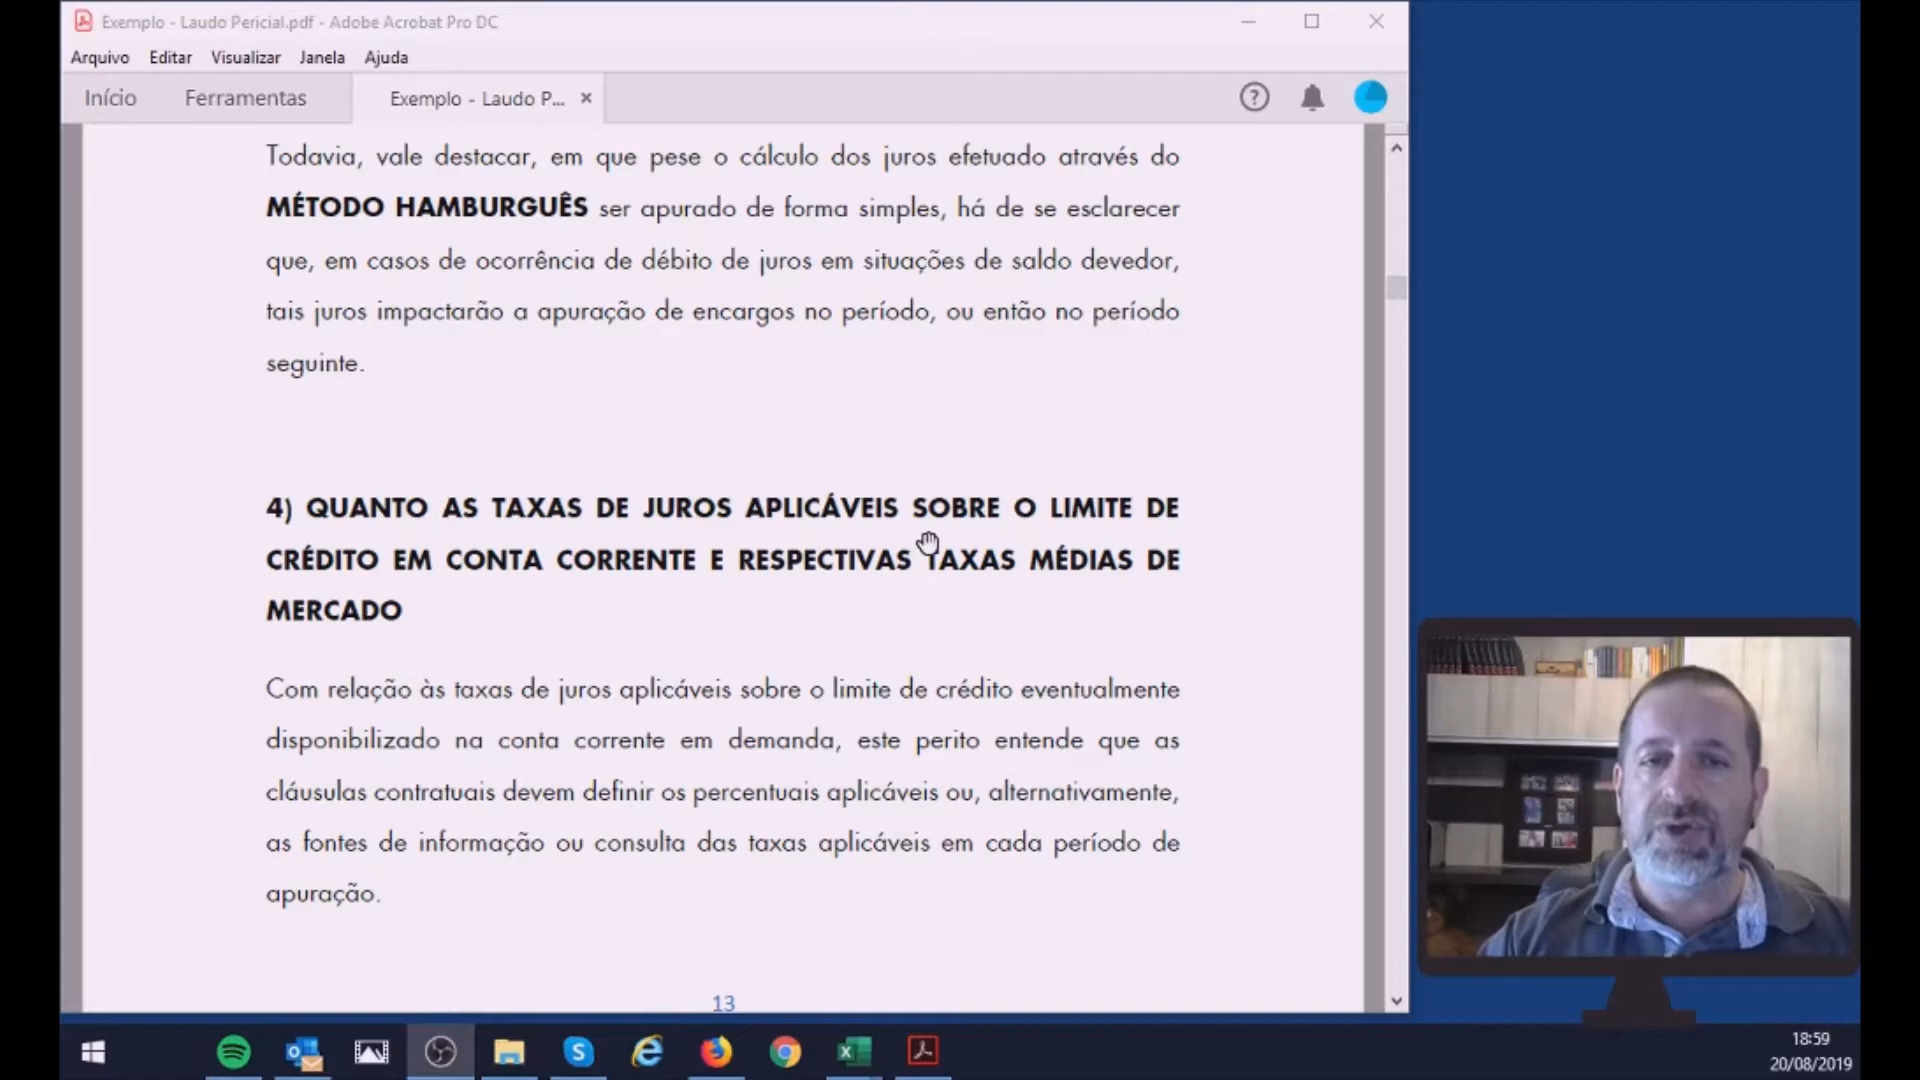 Exemplo - Laudo Pericial.pdf - Adobe Acrobat Pro DC
Arquivo Editar Visualizar Janela Ajuda
Início Ferramentas Exemplo - Laudo P... ×
Todavia, vale destacar, em que pese o cálculo dos juros efetuado através do
MÉTODO HAMBURGUÊS ser apurado de forma simples, há de se esclarecer
que, em casos de ocorrência de débito de juros em situações de saldo devedor,
tais juros impactarão a apuração de encargos no período, ou então no período
seguinte.
4) QUANTO AS TAXAS DE JUROS APLICÁVEIS SOBRE O LIMITE DE
CRÉDITO EM CONTA CORRENTE E RESPECTIVAS TAXAS MÉDIAS DE
MERCADO
Com relação às taxas de juros aplicáveis sobre o limite de crédito eventualmente
disponibilizado na conta corrente em demanda, este perito entende que as
cláusulas contratuais devem definir os percentuais aplicáveis ou, alternativamente,
as fontes de informação ou consulta das taxas aplicáveis em cada período de
apuração.
13
18:59
20/08/2019